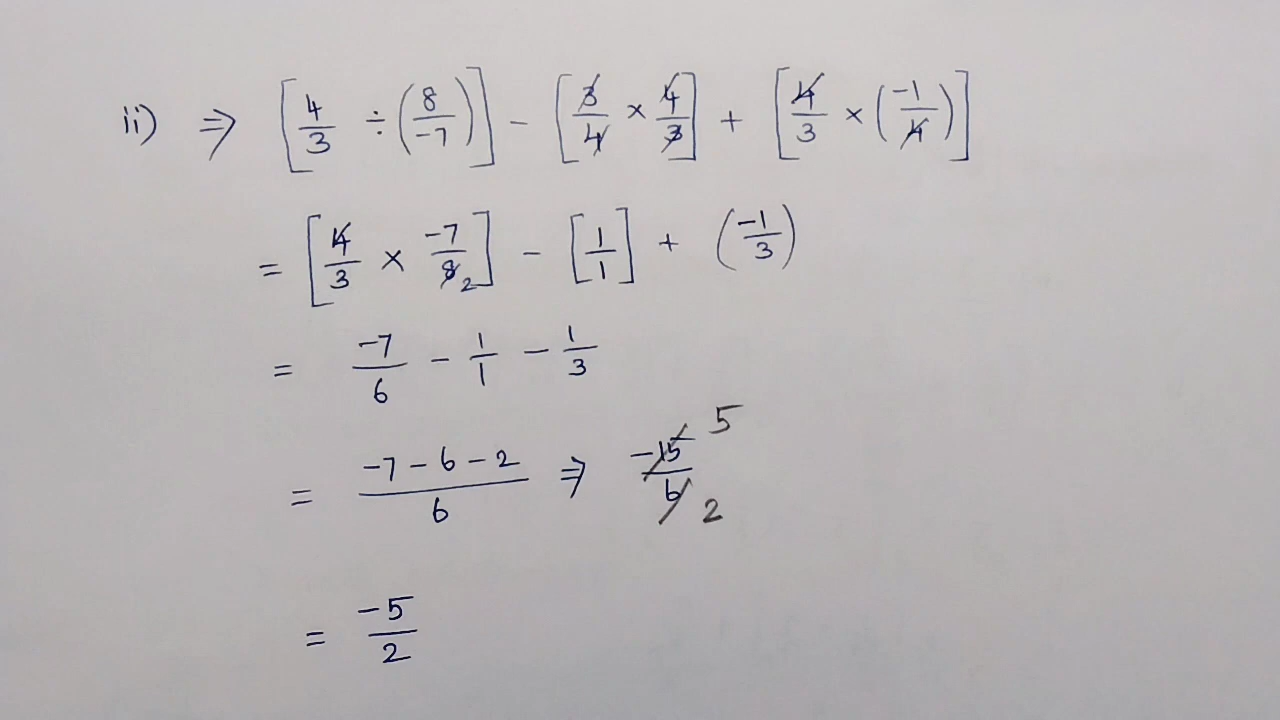 ii) ⇒ [4/3 ÷ (8/-7)] - [3/4 × 4/3] + [4/3 × (-1/4)]
= [4/3 × -7/8 2] - [1/1] + (-1/3)
= -7/6 - 1/1 - 1/3
= -7-6-2/6 ⇒ -15/6 5 2
= -5/2